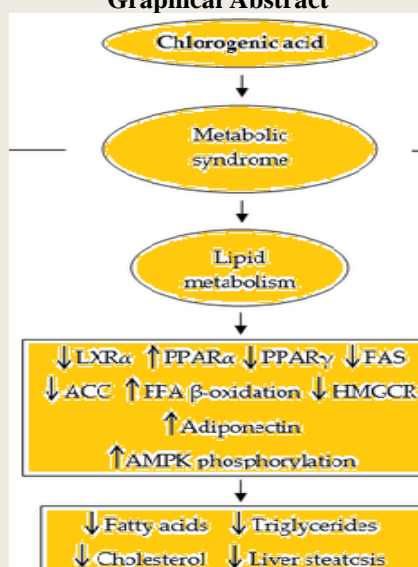 Graphical Abstract
Chlorogenic acid
Metabolic
syndrome
Lipid
metabolism
↓LXRα ↑PPARα ↓PPARγ ↓FAS
↓ACC ↑FFA β-oxidation ↓HMGCR
↑Adiponectin
↑AMPK phosphorylation
↓Fatty acids ↓Triglycerides
↓Cholesterol ↓Liver steatosis